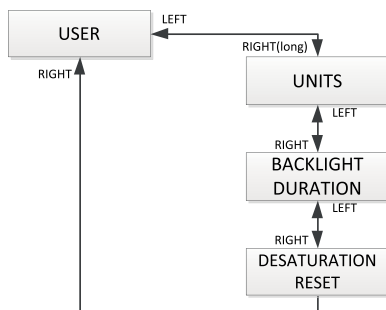 LEFT
USER
RIGHT(long)
RIGHT
UNITS
LEFT
RIGHT
BACKLIGHT
DURATION
LEFT
RIGHT
DESATURATION
RESET